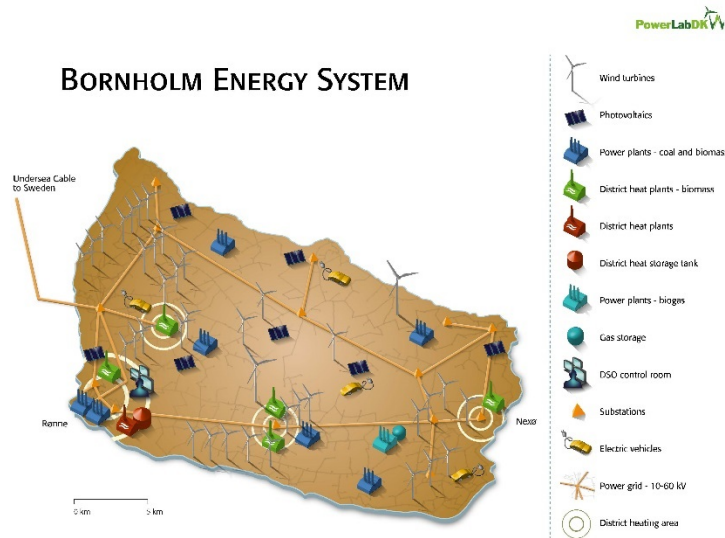 PowerLabDK
BORNHOLM ENERGY SYSTEM
Undersea Cable
to Sweden
Rønne
Nexø
0 km
5 km
Wind turbines
Photovoltaics
Power plants - coal and biomas
District heat plants - biomass
District heat plants
District heat storage tank
Power plants - biogas
Gas storage
DSO control room
Substations
Electric vehicles
Power grid - 10-60 kV
District heating area